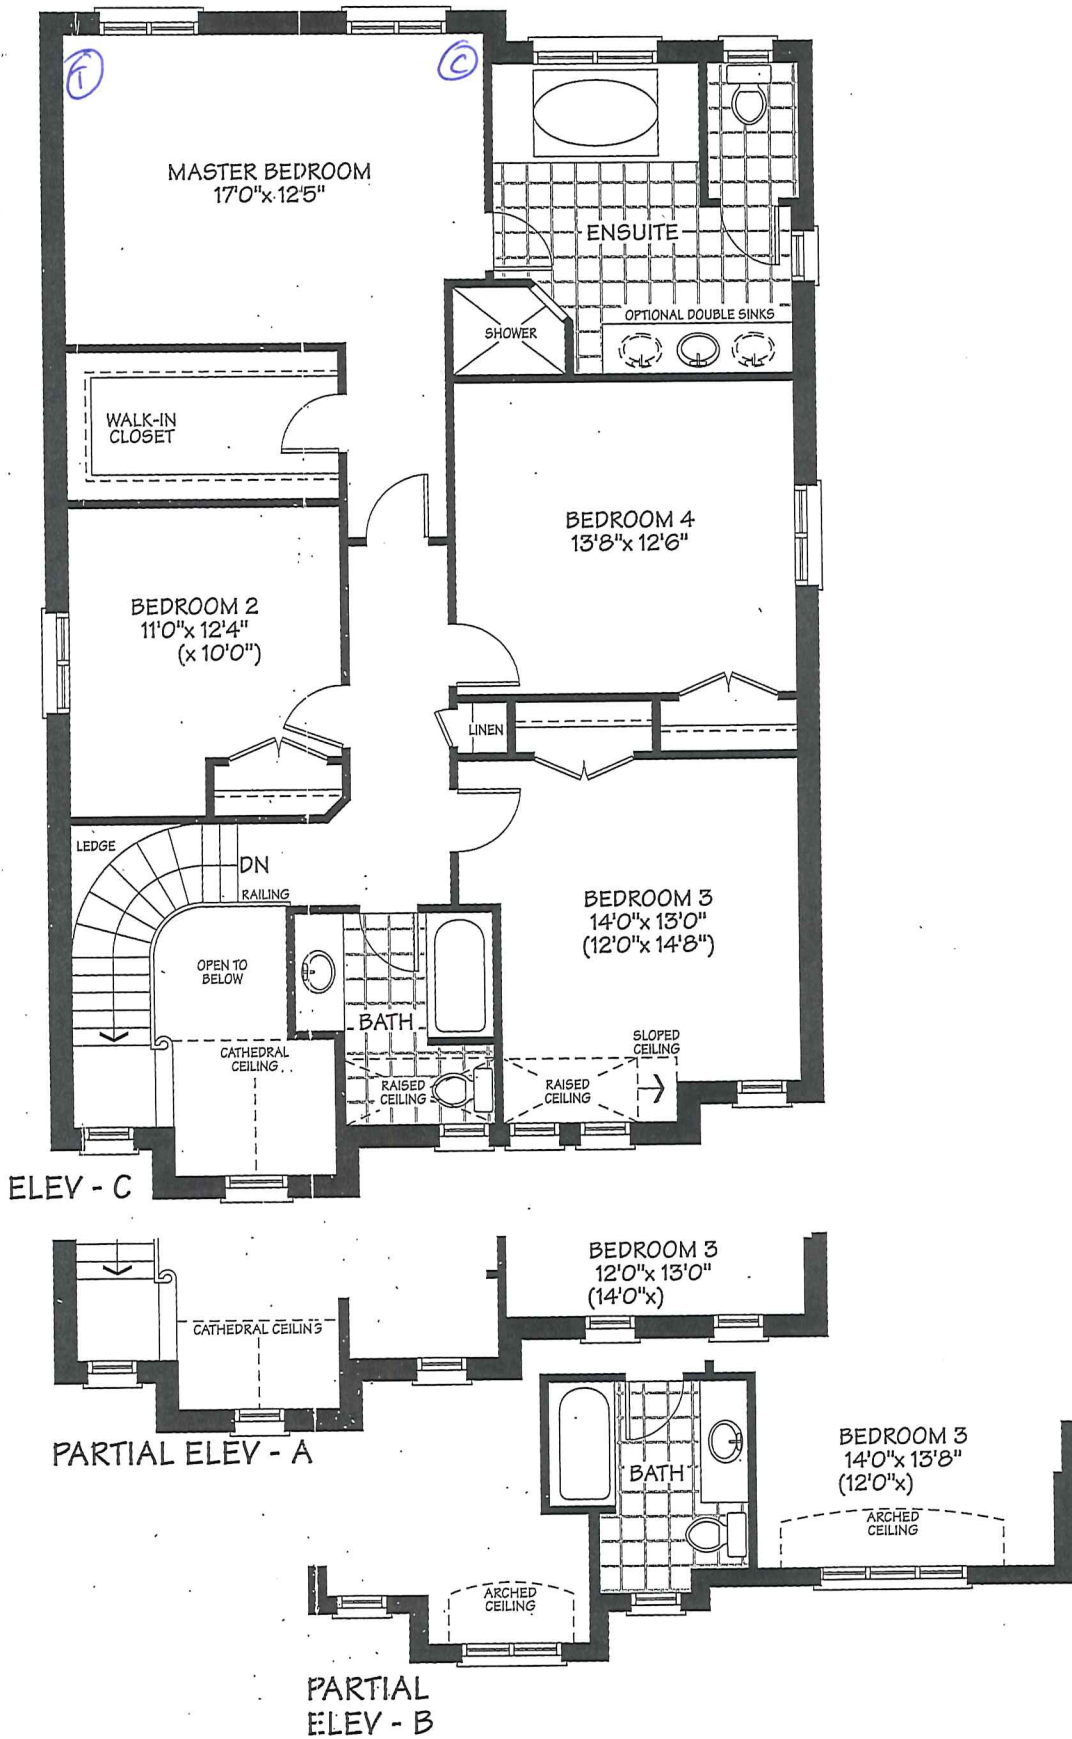 T
C
MASTER BEDROOM
17'0"x 12'5"
ENSUITE
OPTIONAL DOUBLE SINKS
SHOWER
WALK-IN
CLOSET
BEDROOM 4
13'8"x 12'6"
BEDROOM 2
11'0"x 12'4"
(x 10'0")
LINEN
LEDGE
DN
RAILING
BEDROOM 3
14'0"x 13'0"
(12'0"x 14'8")
OPEN TO
BELOW
BATH
CATHEDRAL
CEILING
RAISED
CEILING
RAISED
CEILING
SLOPED
CEILING
ELEV - C
BEDROOM 3
12'0"x 13'0"
(14'0"x)
CATHEDRAL CEILING
PARTIAL ELEV - A
BATH
BEDROOM 3
14'0"x 13'8"
(12'0"x)
ARCHED
CEILING
ARCHED
CEILING
PARTIAL
ELEV - B